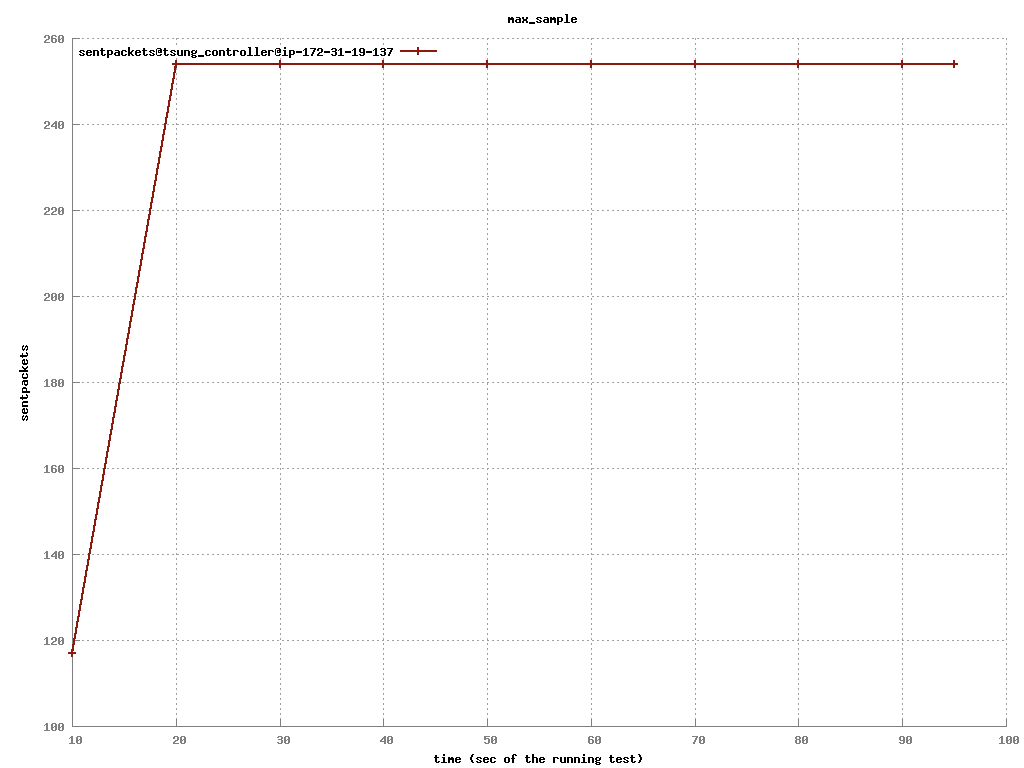 max_sample
260
sentpackets@tsung_controller@ip-172-31-19-137
240
220
200
sentpackets
180
160
140
120
100
10 20 30 40 50 60 70 80 90 100
time (sec of the running test)